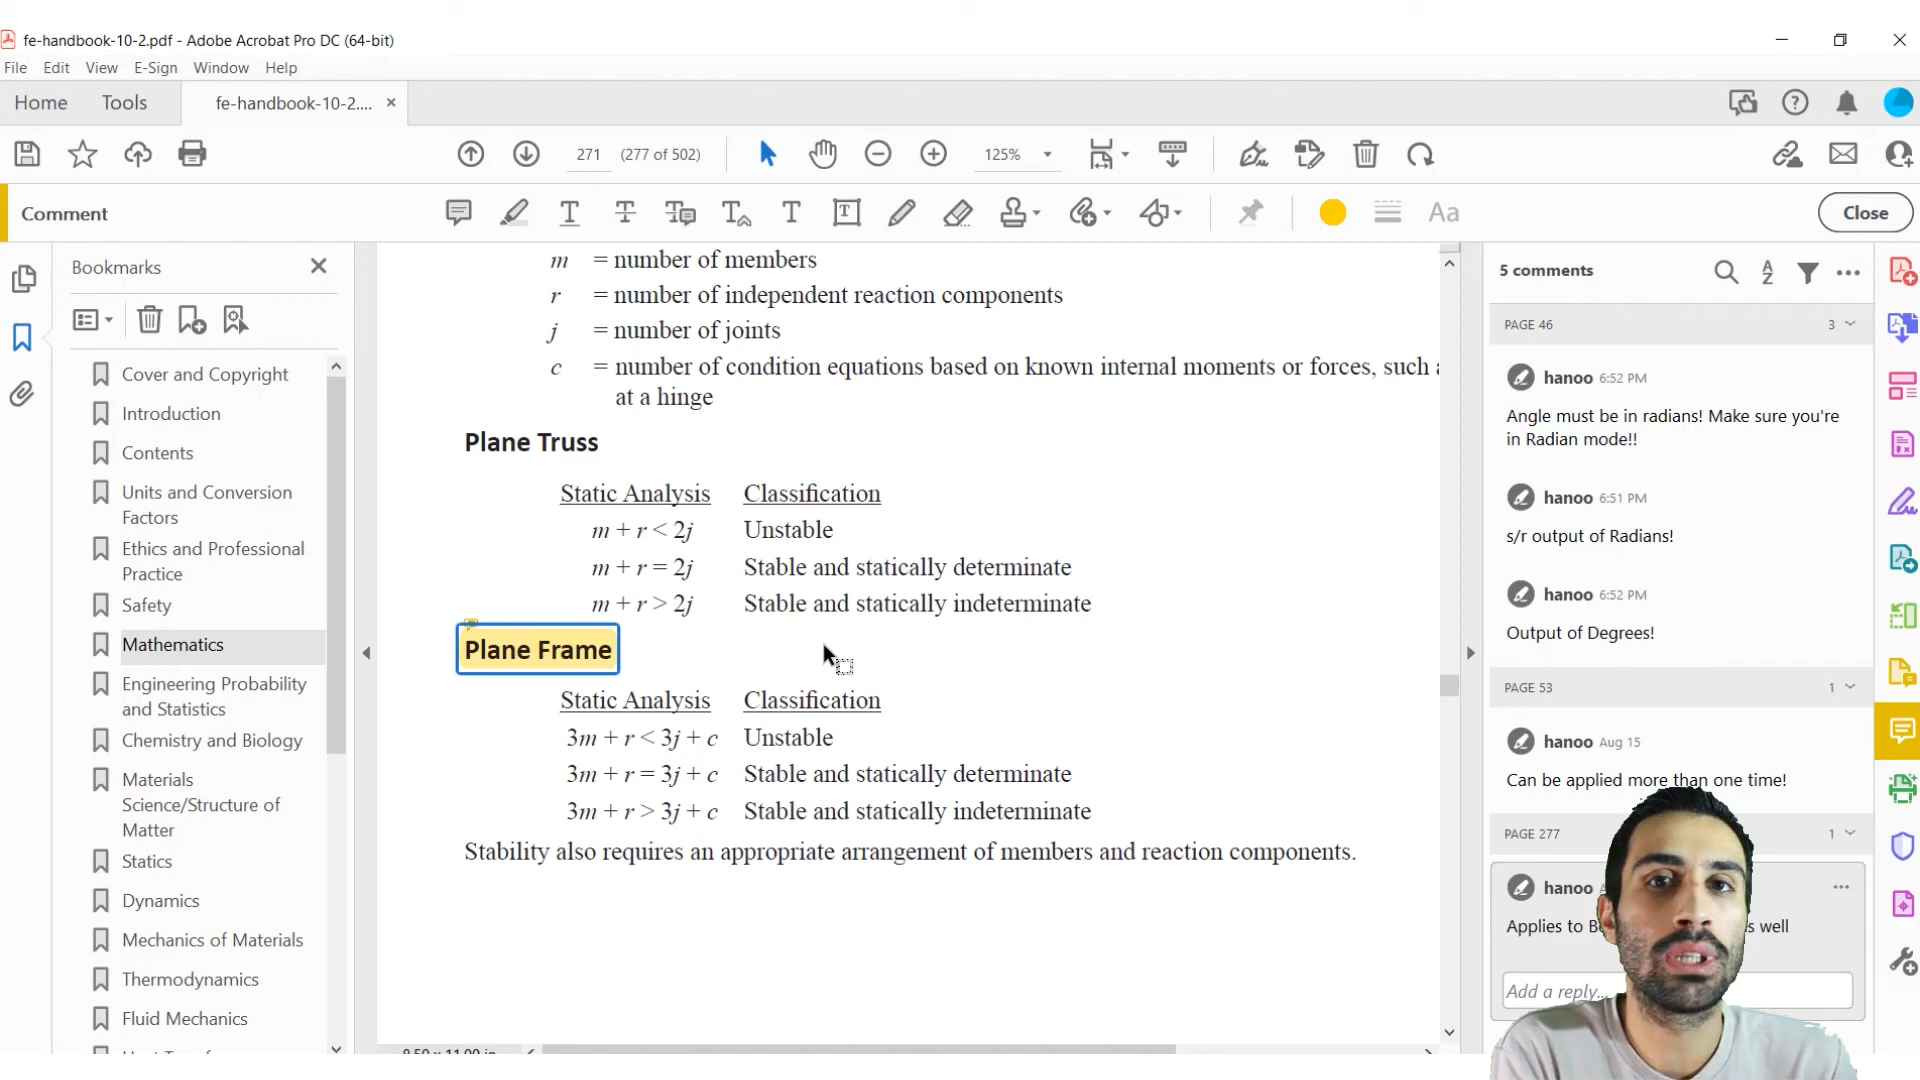 fe-handbook-10-2.pdf - Adobe Acrobat Pro DC (64-bit)
File Edit View E-Sign Window Help
Home Tools fe-handbook-10-2....
271 (277 of 502) 125%
Comment
Close
Bookmarks
Cover and Copyright
Introduction
Contents
Units and Conversion
Factors
Ethics and Professional
Practice
Safety
Mathematics
Engineering Probability
and Statistics
Chemistry and Biology
Materials
Science/Structure of
Matter
Statics
Dynamics
Mechanics of Materials
Thermodynamics
Fluid Mechanics
m = number of members
r = number of independent reaction components
j = number of joints
c = number of condition equations based on known internal moments or forces, such
at a hinge
Plane Truss
Static Analysis Classification
m + r < 2j Unstable
m + r = 2j Stable and statically determinate
m + r > 2j Stable and statically indeterminate
Plane Frame
Static Analysis Classification
3m + r < 3j + c Unstable
3m + r = 3j + c Stable and statically determinate
3m + r > 3j + c Stable and statically indeterminate
Stability also requires an appropriate arrangement of members and reaction components.
5 comments
PAGE 46 3
hanoo 6:52 PM
Angle must be in radians! Make sure you're
in Radian mode!!
hanoo 6:51 PM
s/r output of Radians!
hanoo 6:52 PM
Output of Degrees!
PAGE 53 1
hanoo Aug 15
Can be applied more than one time!
PAGE 277 1
hanoo
Applies to well
Add a reply...